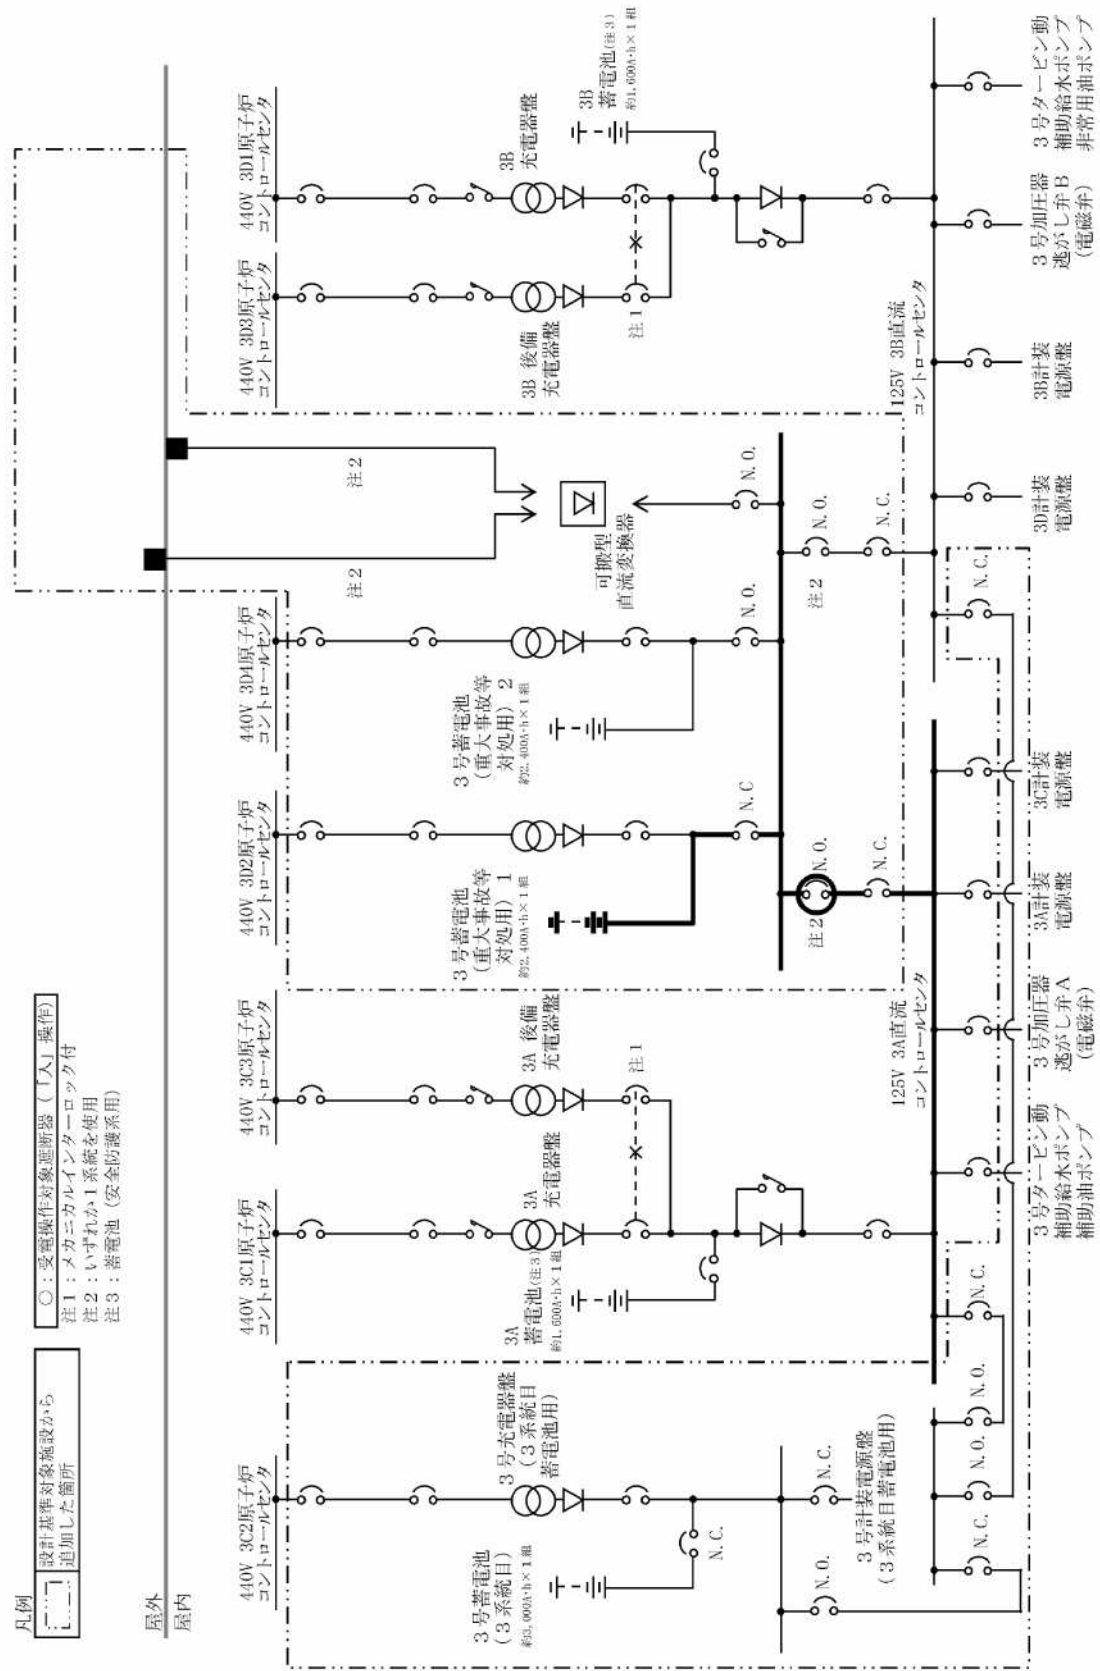 凡例
設計基準対象施設から
追加した箇所
○：受電操作対象遮断器（「入」操作）
注1：メカニカルインターロック付
注2：いずれか1系統を使用
注3：蓄電池（安全防護系用）
屋外
屋内
440V 3C2原子炉
コントロールセンタ
440V 3C1原子炉
コントロールセンタ
440V 3C3原子炉
コントロールセンタ
440V 3D2原子炉
コントロールセンタ
440V 3D4原子炉
コントロールセンタ
440V 3D3原子炉
コントロールセンタ
440V 3D1原子炉
コントロールセンタ
注2
注2
3号蓄電池
（3系統目）
約3,000A・h×1組
3号充電器盤
（3系統目
蓄電池用）
N.C.
3A
蓄電池(注3)
約1,600A・h×1組
3A
充電器盤
3A 後備
充電器盤
注1
3号蓄電池
（重大事故等
対処用）1
約2,400A・h×1組
N.C
3号蓄電池
（重大事故等
対処用）2
約2,400A・h×1組
N.O.
可搬型
直流変換器
N.O.
3B 後備
充電器盤
注1
3B
充電器盤
3B
蓄電池(注3)
約1,600A・h×1組
N.O.
N.C.
3号計装電源盤
（3系統目蓄電池用）
注2
N.O.
N.C.
注2
N.O.
N.C.
125V 3A直流
コントロールセンタ
125V 3B直流
コントロールセンタ
N.C.
N.O.
N.O.
N.C.
N.C.
3号タービン動
補助給水ポンプ
補助油ポンプ
3号加圧器
逃がし弁A
(電磁弁)
3A計装
電源盤
3C計装
電源盤
3D計装
電源盤
3B計装
電源盤
3号加圧器
逃がし弁B
(電磁弁)
3号タービン動
補助給水ポンプ
非常用油ポンプ